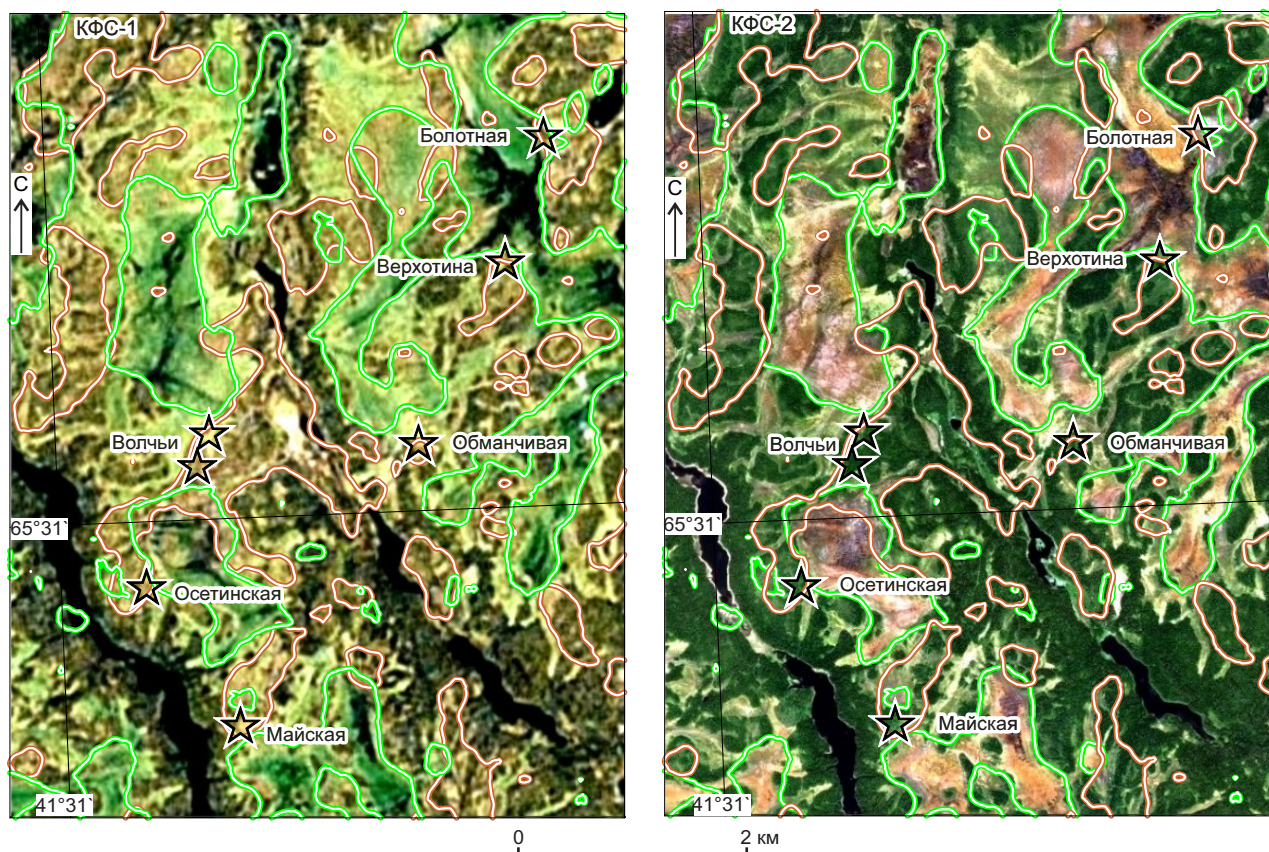 КФС-1
С
Болотная
Верхотина
Волчьи
Обманчивая
65°31`
Осетинская
Майская
41°31`
КФС-2
С
Болотная
Верхотина
Волчьи
Обманчивая
65°31`
Осетинская
Майская
41°31`
0 2 км